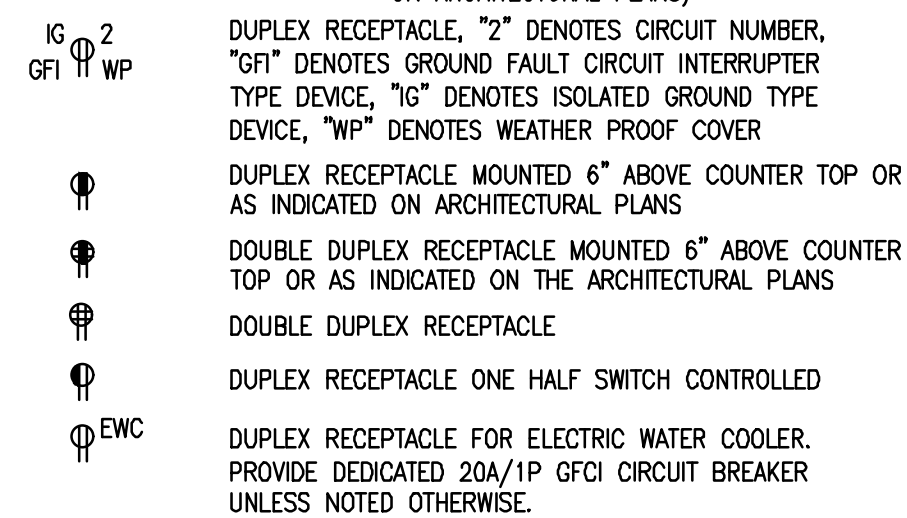 OR ARCHITECTURAL PLANS)
IG 2
GFI WP
DUPLEX RECEPTACLE, "2" DENOTES CIRCUIT NUMBER,
"GFI" DENOTES GROUND FAULT CIRCUIT INTERRUPTER
TYPE DEVICE, "IG" DENOTES ISOLATED GROUND TYPE
DEVICE, "WP" DENOTES WEATHER PROOF COVER
DUPLEX RECEPTACLE MOUNTED 6" ABOVE COUNTER TOP OR
AS INDICATED ON ARCHITECTURAL PLANS
DOUBLE DUPLEX RECEPTACLE MOUNTED 6" ABOVE COUNTER
TOP OR AS INDICATED ON THE ARCHITECTURAL PLANS
DOUBLE DUPLEX RECEPTACLE
DUPLEX RECEPTACLE ONE HALF SWITCH CONTROLLED
EWC
DUPLEX RECEPTACLE FOR ELECTRIC WATER COOLER.
PROVIDE DEDICATED 20A/1P GFCI CIRCUIT BREAKER
UNLESS NOTED OTHERWISE.